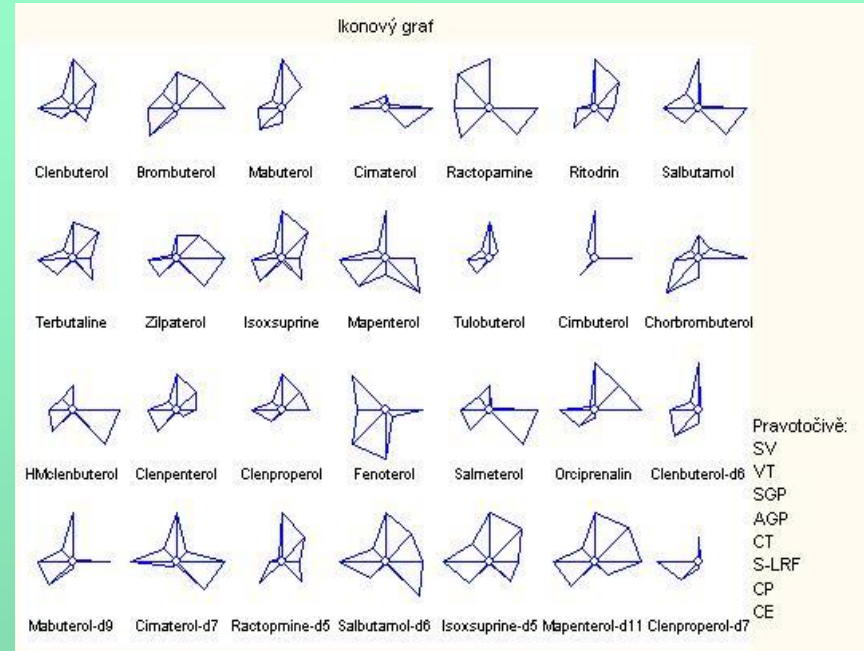 Ikonový graf
Clenbuterol Brombuterol Mabuterol Cimaterol Ractopamine Ritodrin Salbutamol
Terbutaline Zilpaterol Isoxsuprine Mapenterol Tulobuterol Cimbuterol Chorbrombuterol
HMclenbuterol Clenpenterol Clenproperol Fenoterol Salmeterol Orciprenalin Clenbuterol-d6
Mabuterol-d9 Cimaterol-d7 Ractopmine-d5 Salbutamol-d6 Isoxsuprine-d5 Mapenterol-d11 Clenproperol-d7
Pravotočivě:
SV
VT
SGP
AGP
CT
S-LRF
CP
CE